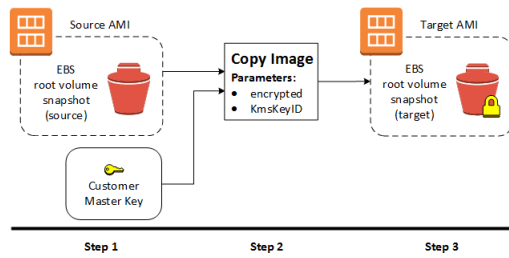 Source AMI
EBS
root volume
snapshot
(source)
Customer
Master Key
Copy Image
Parameters:
• encrypted
• KmsKeyID
Target AMI
EBS
root volume
snapshot
(target)
Step 1
Step 2
Step 3